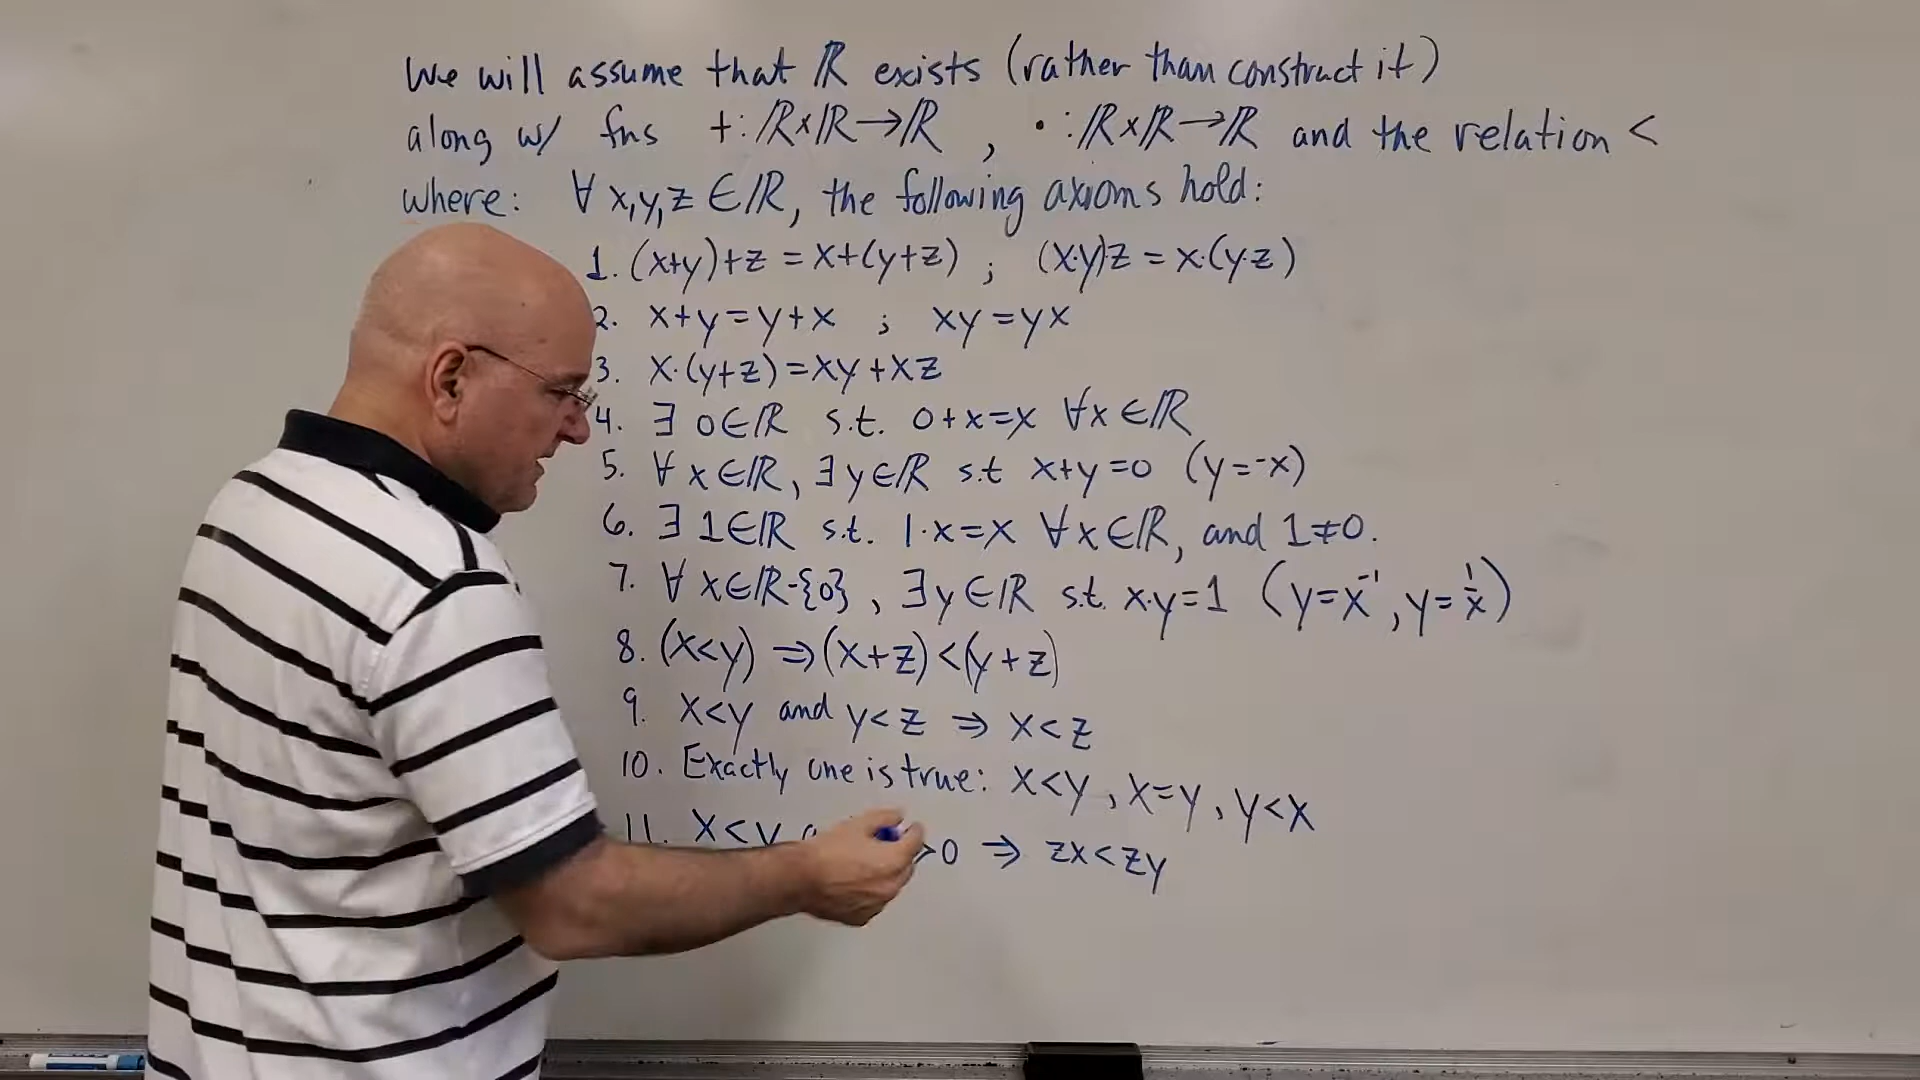 We will assume that ℝ exists (rather than construct it)
along w/ fns +: ℝ×ℝ→ℝ , • : ℝ×ℝ→ℝ and the relation <
where: ∀ x,y,z ∈ ℝ, the following axioms hold:
1. (x+y)+z = x+(y+z) ; (x·y)z = x·(y·z)
2. x+y=y+x ; xy=yx
3. x·(y+z)=xy+xz
4. ∃ 0∈ℝ s.t. 0+x=x ∀x∈ℝ
5. ∀ x∈ℝ, ∃ y∈ℝ s.t x+y=0 (y=-x)
6. ∃ 1∈ℝ s.t. 1·x=x ∀x∈ℝ, and 1≠0.
7. ∀ x∈ℝ-{0}, ∃y∈ℝ s.t. x·y=1 (y=x⁻¹, y=1/x)
8. (x<y) ⇒ (x+z)<(y+z)
9. x<y and y<z ⇒ x<z
10. Exactly one is true: x<y, x=y, y<x
11. x<y >0 ⇒ zx<zy